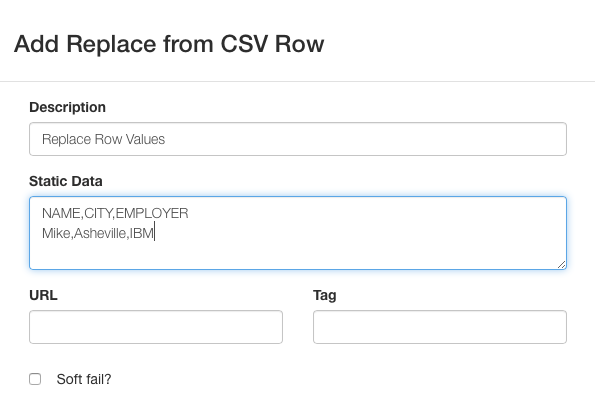 Add Replace from CSV Row
Description
Replace Row Values
Static Data
NAME,CITY,EMPLOYER
Mike,Asheville,IBM
URL
Tag
Soft fail?